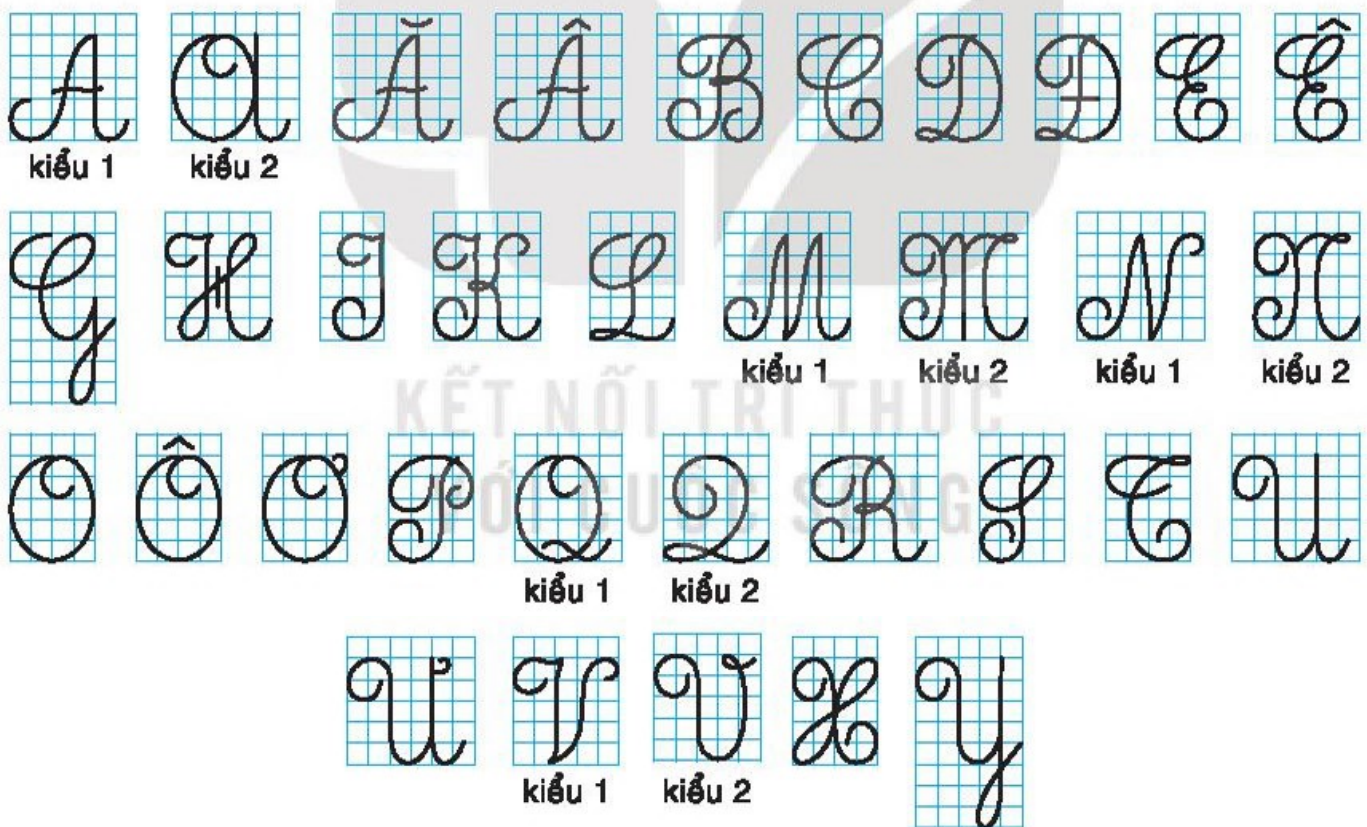 A A Ă Â B C D Đ E Ê
kiểu 1 kiểu 2
G H I K L M M N N
kiểu 1 kiểu 2 kiểu 1 kiểu 2
KẾT NỐI TRI THỨC
O Ô Ơ P Q Q R S T U
VỚI CUỘC SỐNG
kiểu 1 kiểu 2
Ư V V X Y
kiểu 1 kiểu 2